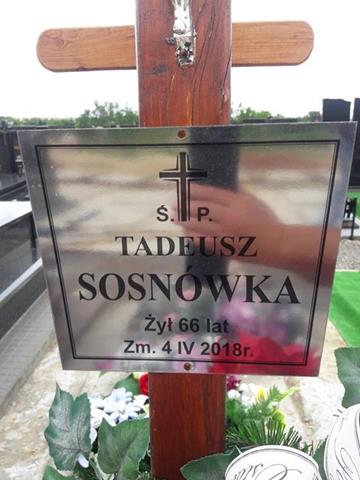 Ś. P.
TADEUSZ
SOSNÓWKA
Żył 66 lat
Zm. 4 IV 2018r.